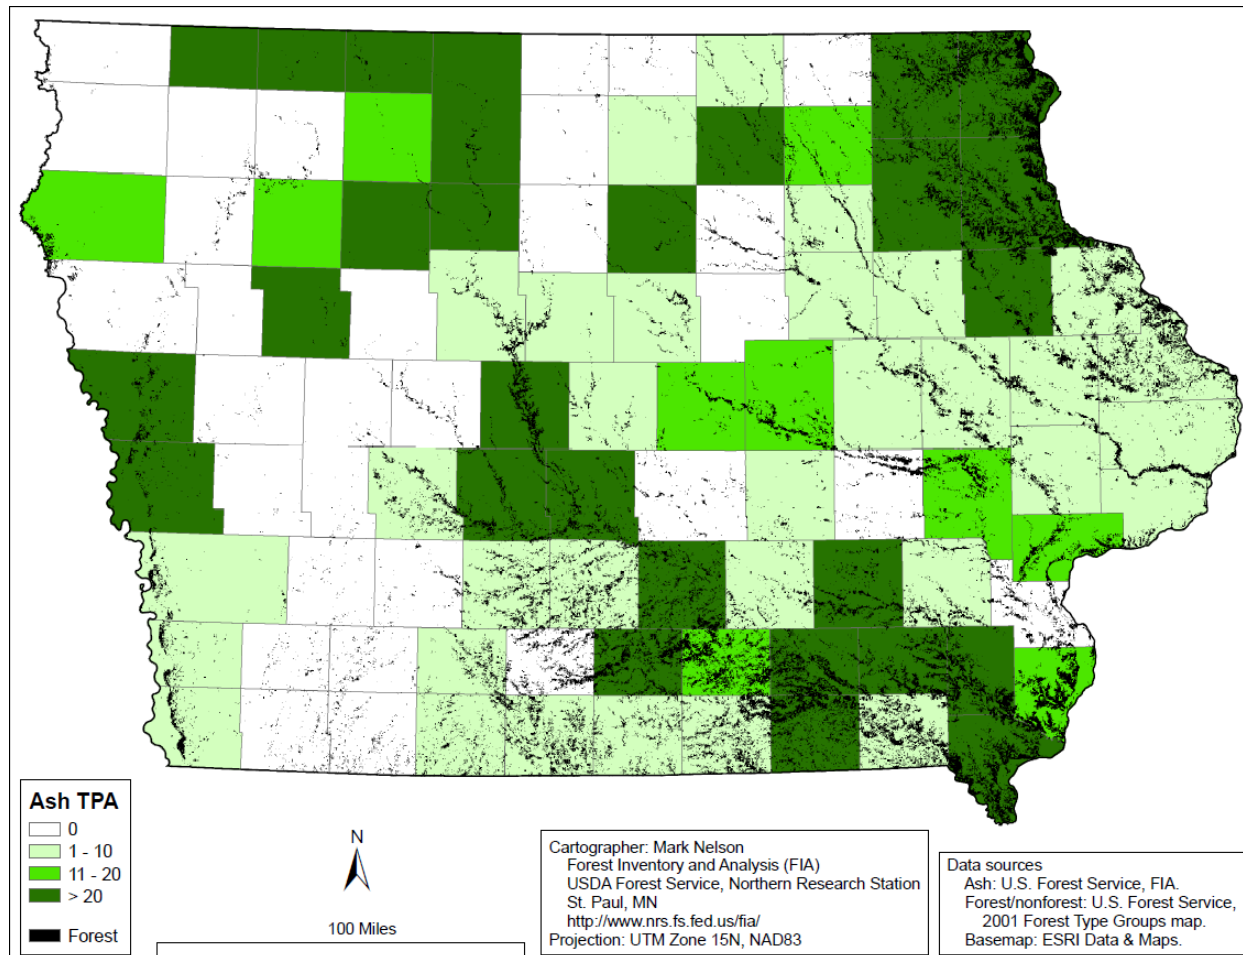 Ash TPA
0
1 - 10
11 - 20
> 20
Forest
N
100 Miles
Cartographer: Mark Nelson
Forest Inventory and Analysis (FIA)
USDA Forest Service, Northern Research Station
St. Paul, MN
http://www.nrs.fs.fed.us/fia/
Projection: UTM Zone 15N, NAD83
Data sources
Ash: U.S. Forest Service, FIA.
Forest/nonforest: U.S. Forest Service,
2001 Forest Type Groups map.
Basemap: ESRI Data & Maps.